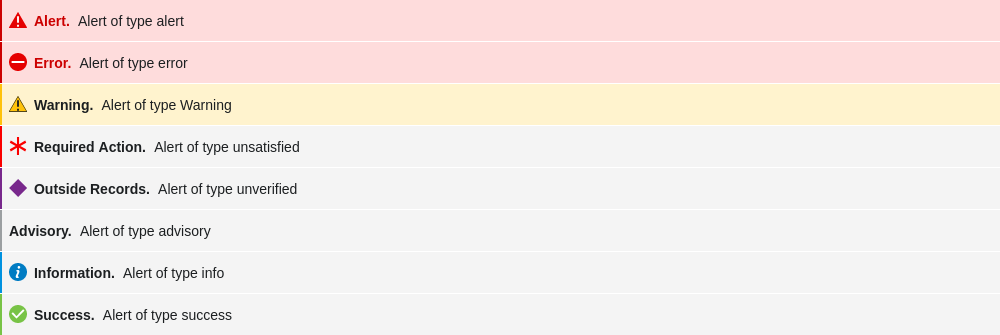 Alert. Alert of type alert
Error. Alert of type error
Warning. Alert of type Warning
Required Action. Alert of type unsatisfied
Outside Records. Alert of type unverified
Advisory. Alert of type advisory
Information. Alert of type info
Success. Alert of type success